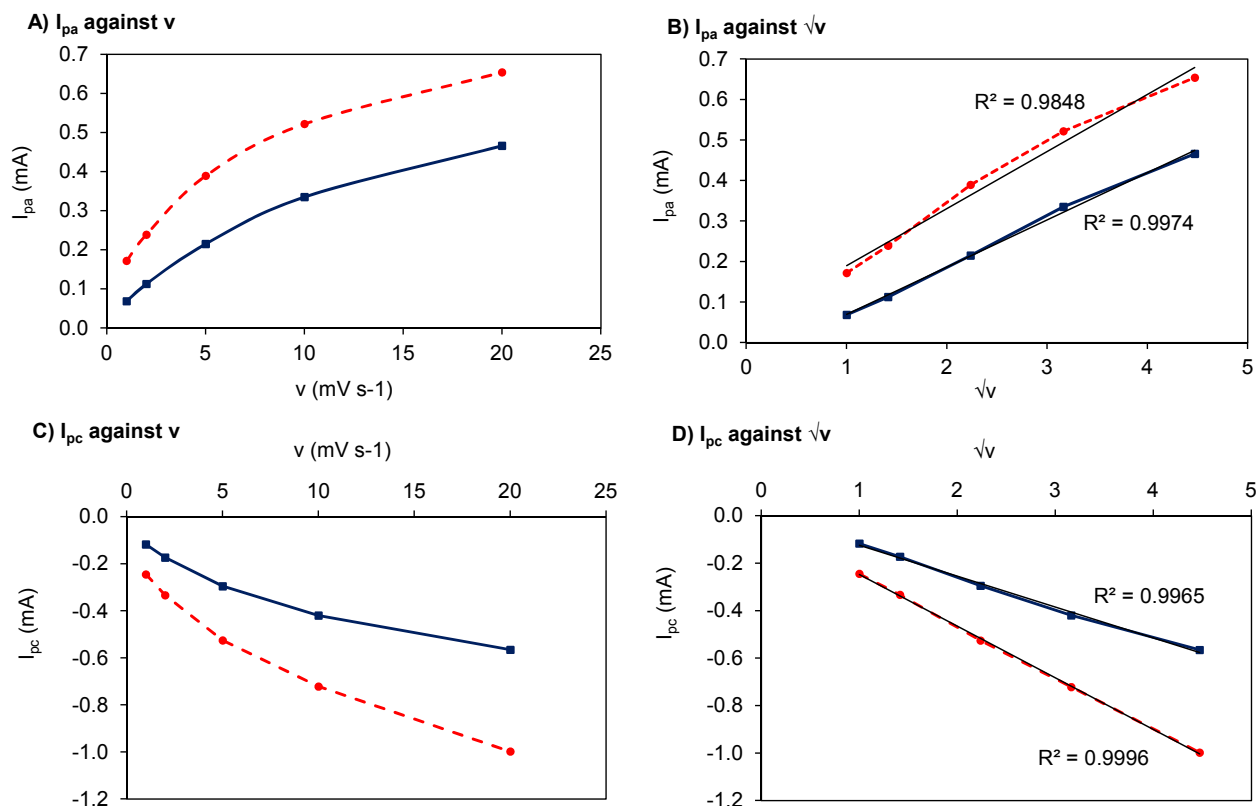 A) Ipa against v
0.7
0.6
0.5
0.4
0.3
0.2
0.1
0.0
Ipa (mA)
0 5 10 15 20 25
v (mV s-1)
B) Ipa against √v
0.7
0.6
0.5
0.4
0.3
0.2
0.1
0.0
Ipa (mA)
R² = 0.9848
R² = 0.9974
0 1 2 3 4 5
√v
C) Ipc against v
v (mV s-1)
0 5 10 15 20 25
0.0
-0.2
-0.4
-0.6
-0.8
-1.0
-1.2
Ipc (mA)
D) Ipc against √v
√v
0 1 2 3 4 5
0.0
-0.2
-0.4
-0.6
-0.8
-1.0
-1.2
Ipc (mA)
R² = 0.9965
R² = 0.9996